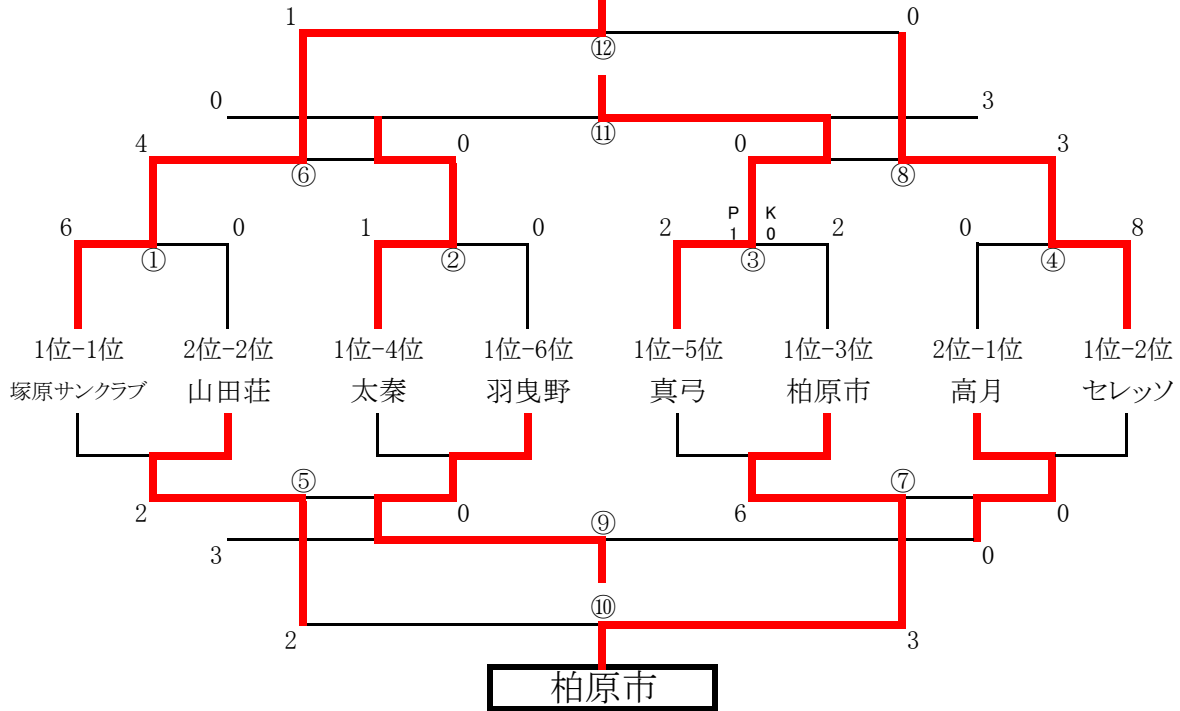 1 0
⑫
0 3
⑪
4 0 0 3
⑥ ⑧
P K
6 0 1 0 2 1 0 2 0 8
① ② ③ ④
1位-1位 2位-2位 1位-4位 1位-6位 1位-5位 1位-3位 2位-1位 1位-2位
塚原サンクラブ 山田荘 太秦 羽曳野 真弓 柏原市 高月 セレッソ
⑤ ⑦
2 0 6 0
⑨
3 0
⑩
2 3
柏原市